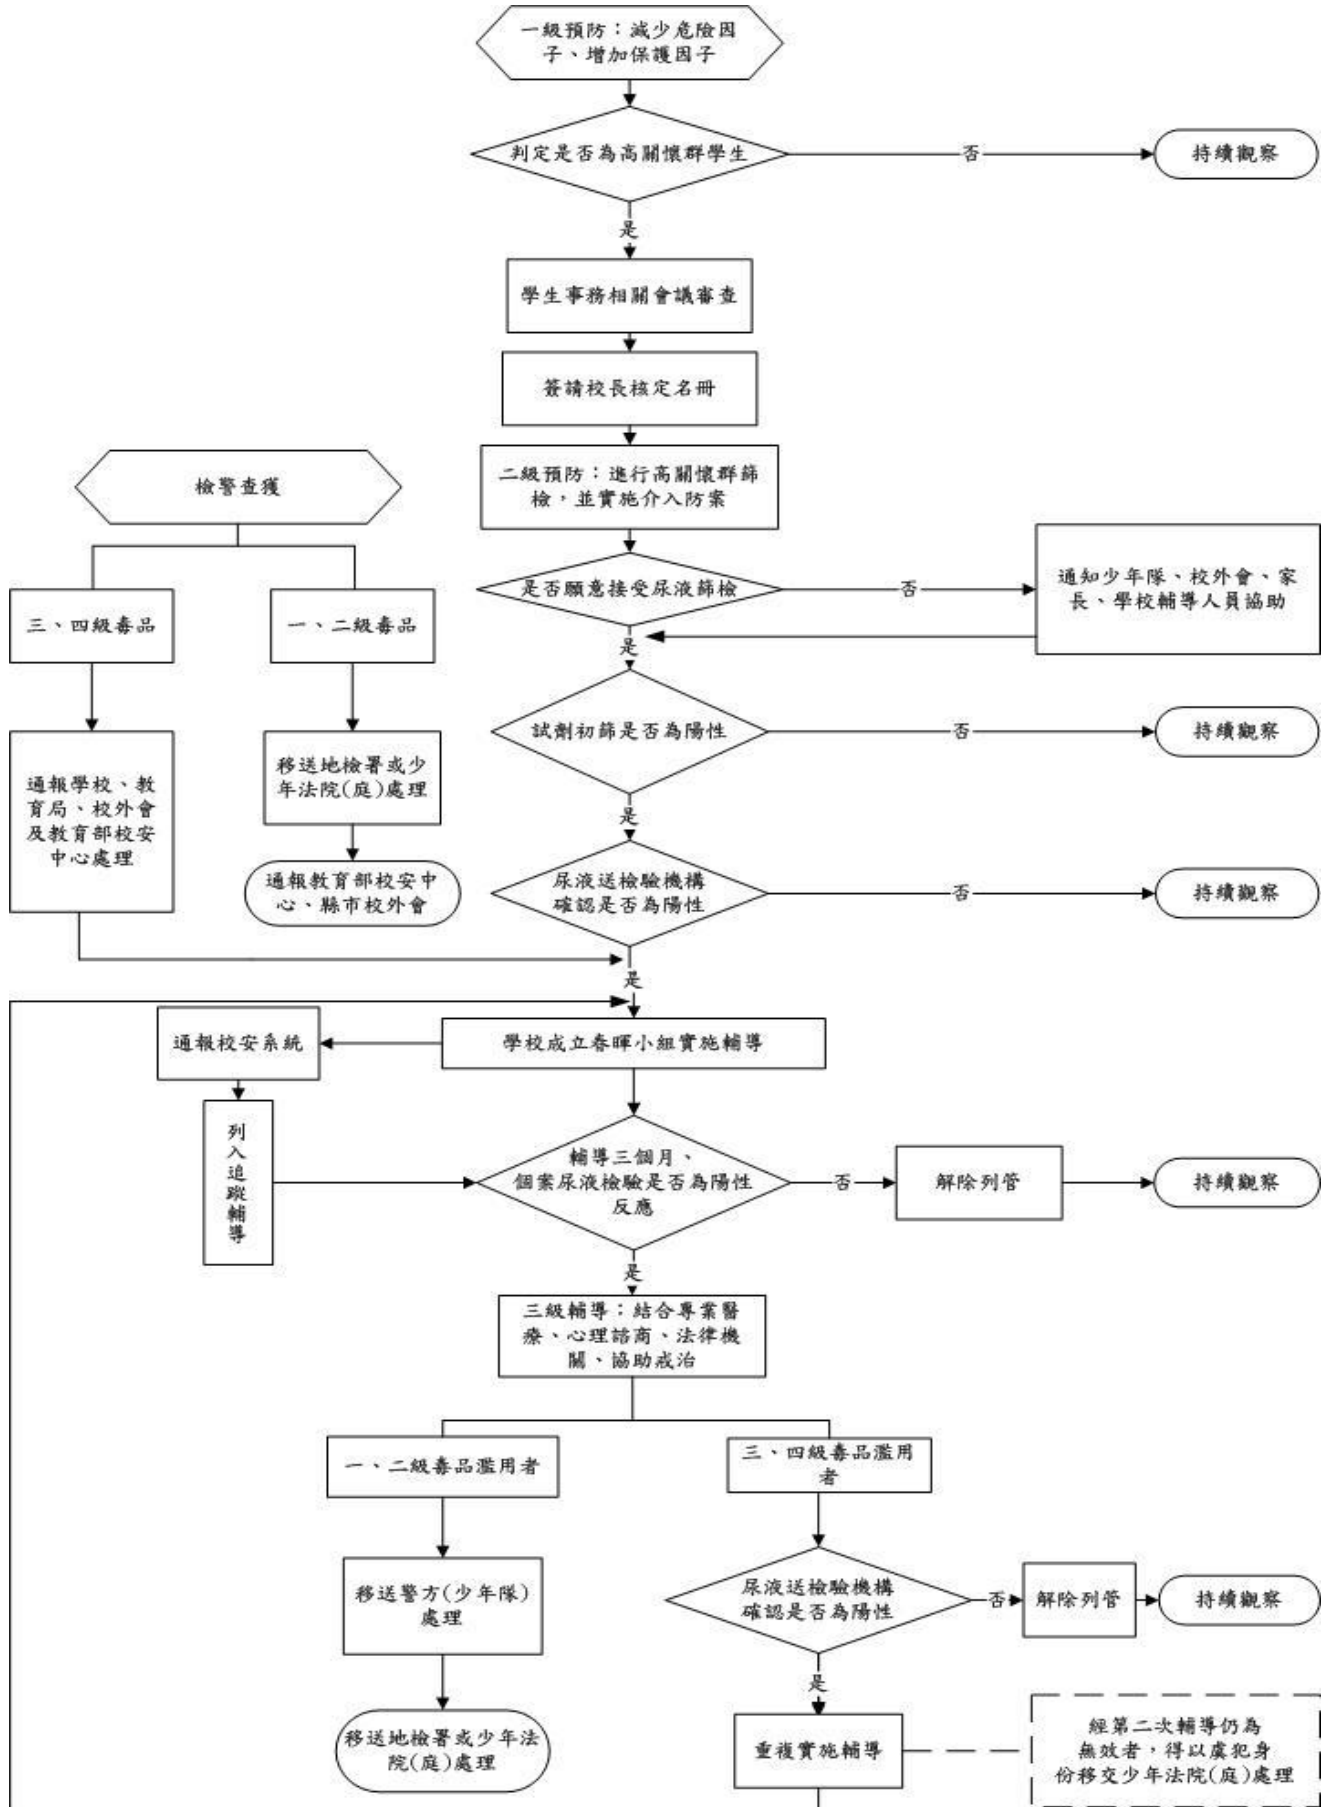 一級預防：減少危險因
子、增加保護因子
判定是否為高關懷群學生
否
持續觀察
是
學生事務相關會議審查
簽請校長核定名冊
二級預防：進行高關懷群篩
檢，並實施介入防案
檢警查獲
三、四級毒品
一、二級毒品
是否願意接受尿液篩檢
否
通知少年隊、校外會、家
長、學校輔導人員協助
是
通報學校、教
育局、校外會
及教育部校安
中心處理
移送地檢署或少
年法院(庭)處理
通報教育部校安中
心、縣市校外會
試劑初篩是否為陽性
否
持續觀察
是
尿液送檢驗機構
確認是否為陽性
否
持續觀察
是
通報校安系統
學校成立春暉小組實施輔導
列
入
追
蹤
輔
導
輔導三個月、
個案尿液檢驗是否為陽性
反應
否
解除列管
持續觀察
是
三級輔導：結合專業醫
療、心理諮商、法律機
關、協助戒治
一、二級毒品濫用者
三、四級毒品濫用
者
移送警方(少年隊)
處理
移送地檢署或少年法
院(庭)處理
尿液送檢驗機構
確認是否為陽性
否
解除列管
持續觀察
是
重複實施輔導
經第二次輔導仍為
無效者，得以虞犯身
份移交少年法院(庭)處理